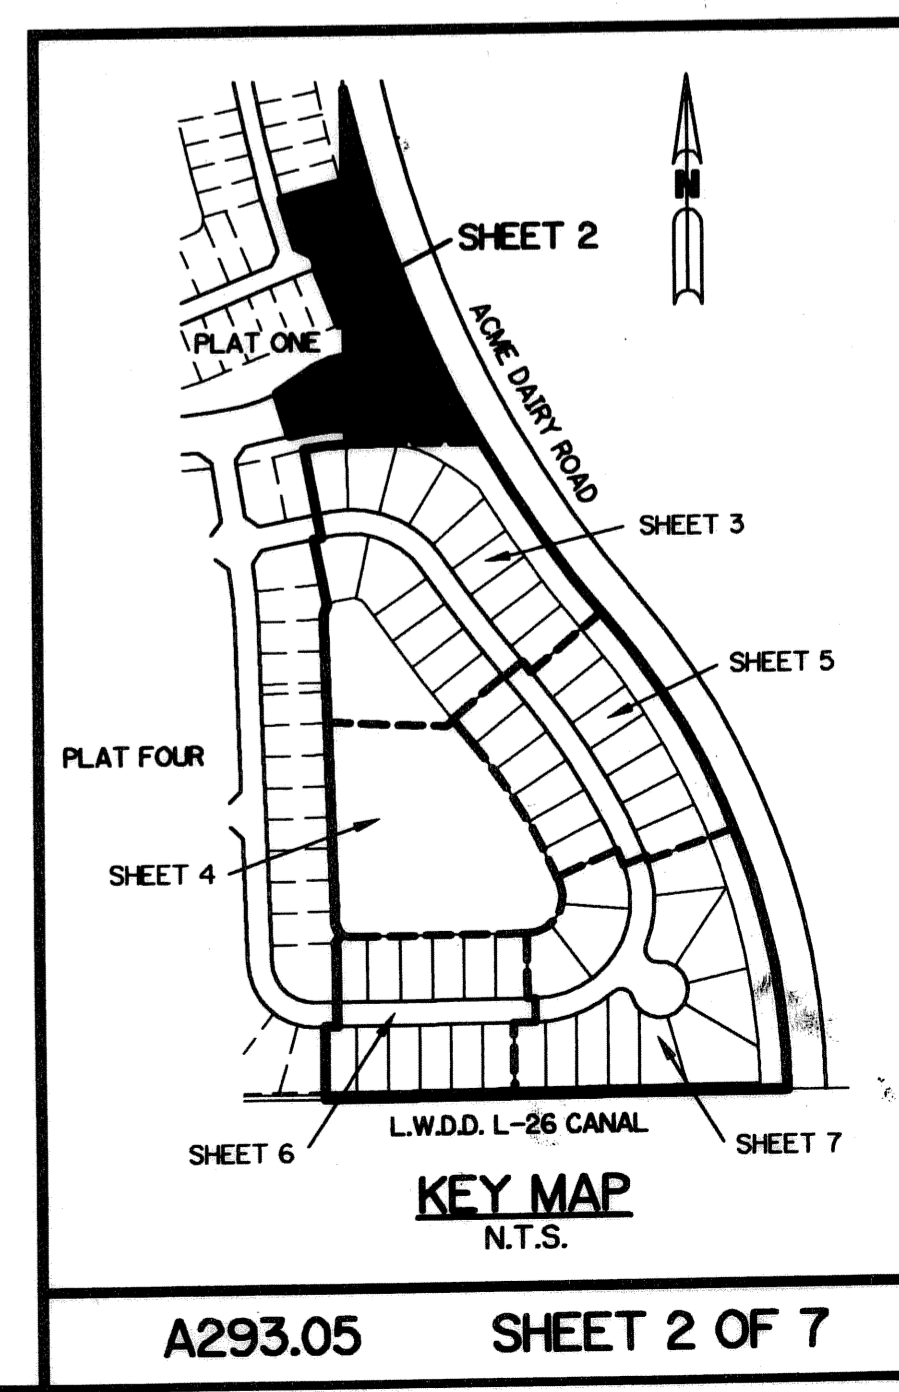 N
SHEET 2
ACME DAIRY ROAD
PLAT ONE
SHEET 3
SHEET 5
PLAT FOUR
SHEET 4
L.W.D.D. L-26 CANAL
SHEET 6
SHEET 7
KEY MAP
N.T.S.
A293.05 SHEET 2 OF 7